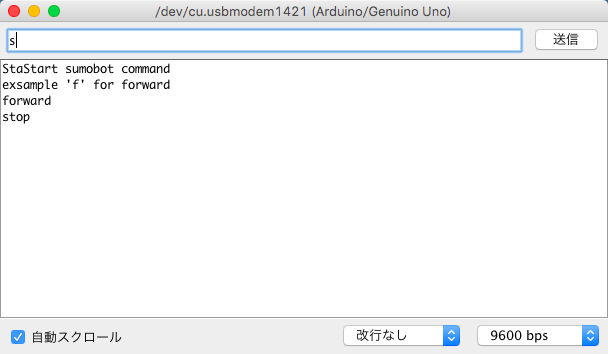 /dev/cu.usbmodem1421 (Arduino/Genuino Uno)
s
送信
StaStart sumobot command
exsample 'f' for forward
forward
stop
自動スクロール
改行なし
9600 bps